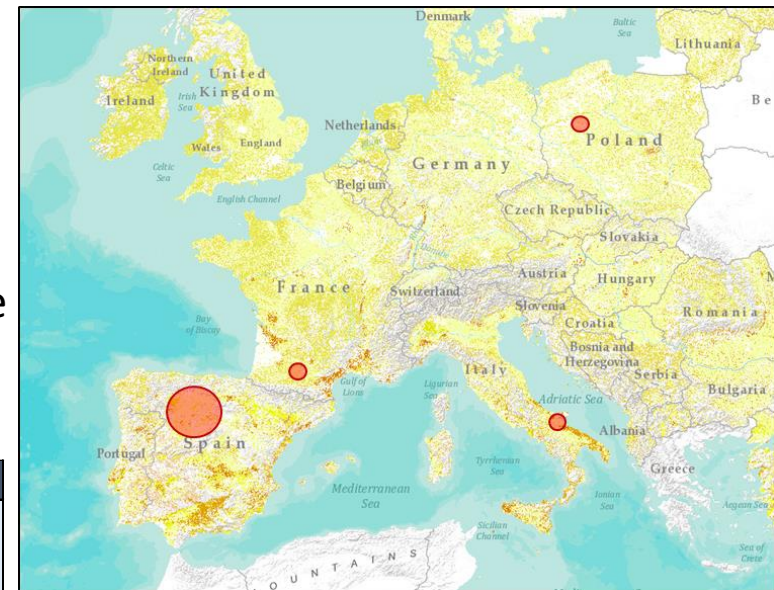 Denmark
Baltic
Sea
Lithuania
Northern
Ireland
United
Kingdom
Irish
Sea
Ireland
Be
Netherlands
Poland
Wales
England
Celtic
Sea
Germany
Belgium
English Channel
Czech Republic
Slovakia
Danube
France
Austria
Hungary
Switzerland
Slovenia
Romania
e
Bay
of Biscay
Croatia
Bosnia and
Herzegovina
Italy
Serbia
Gulf of
Lions
Ligurian
Sea
Adriatic Sea
Bulgaria
Spain
Portugal
Albania
Tyrrhenian
Sea
Greece
Mediterranean
Sea
Ionian
Sea
Aegean Sea
Sicilian
Channel
Sea of
Crete
OUNTAINS